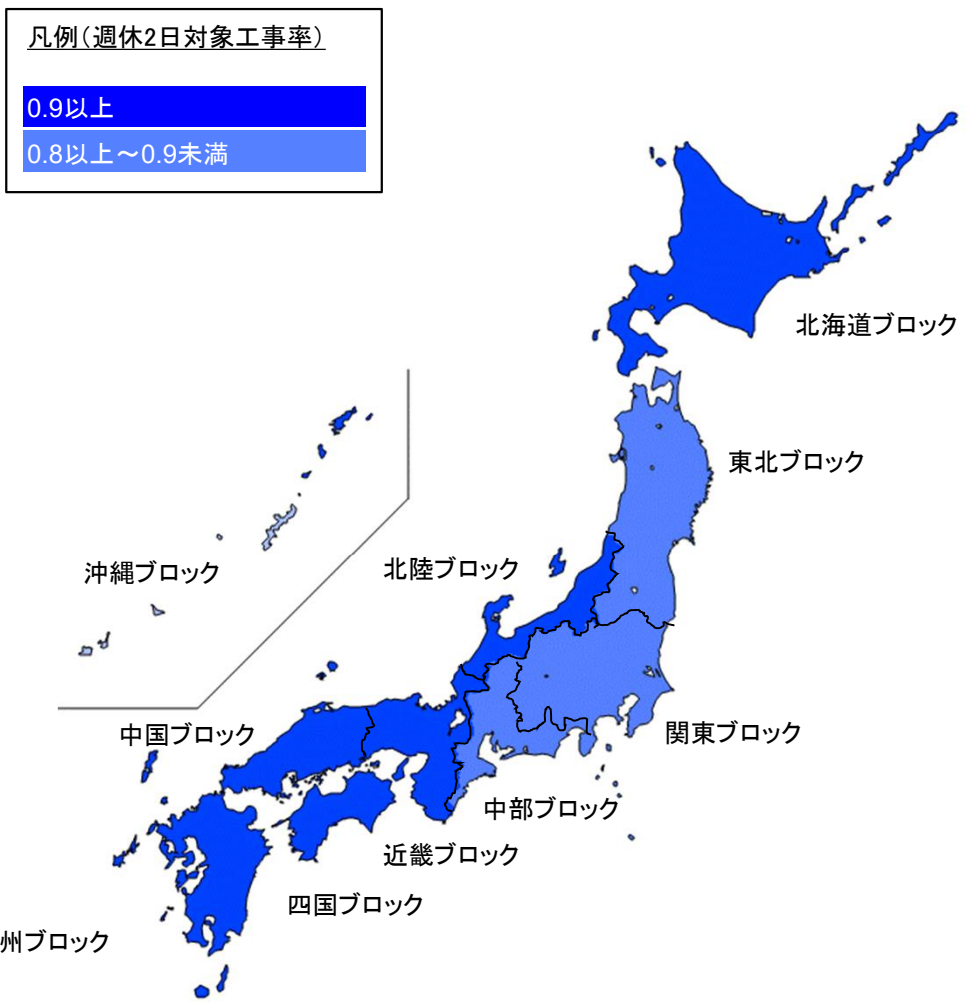 凡例(週休2日対象工事率)
0.9以上
0.8以上～0.9未満
北海道ブロック
東北ブロック
沖縄ブロック
北陸ブロック
中国ブロック
関東ブロック
中部ブロック
近畿ブロック
四国ブロック
州ブロック